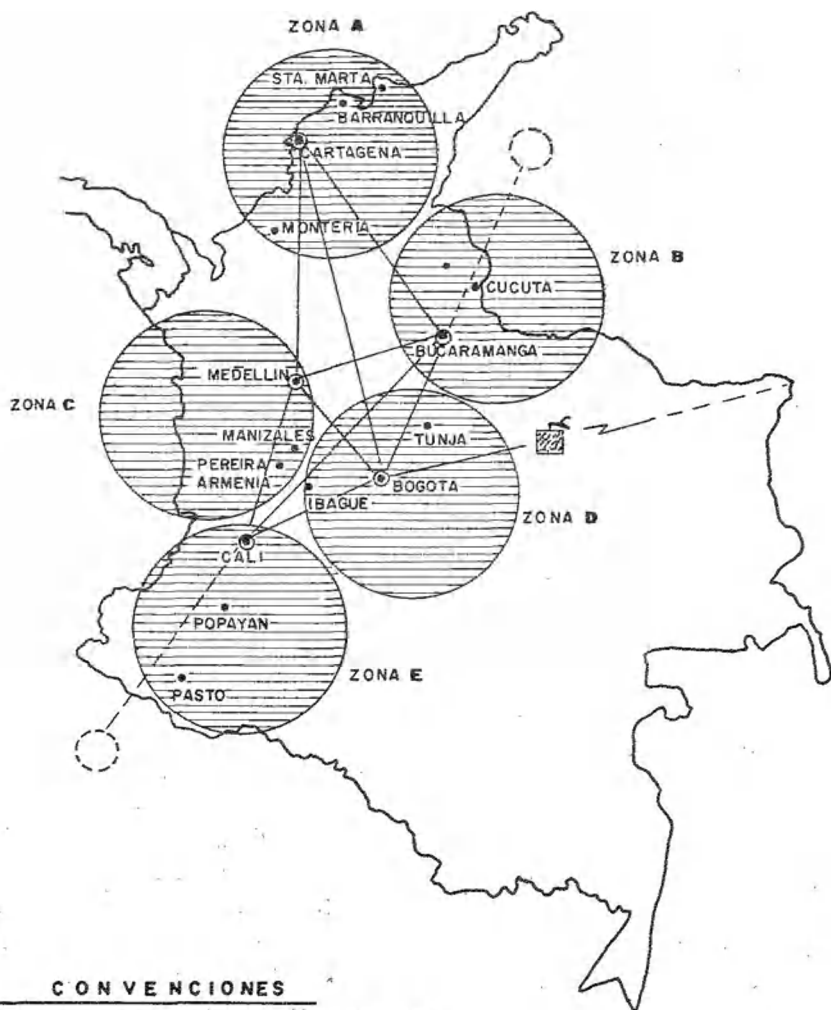 ZONA A
STA. MARTA
BARRANQUILLA
CARTAGENA
MONTERIA
ZONA B
CUCUTA
BUCARAMANGA
ZONA C
MEDELLIN
MANIZALES
PEREIRA
ARMENIA
TUNJA
BOGOTA
IBAGUE
ZONA D
CALI
POPAYAN
PASTO
ZONA E
CONVENCIONES